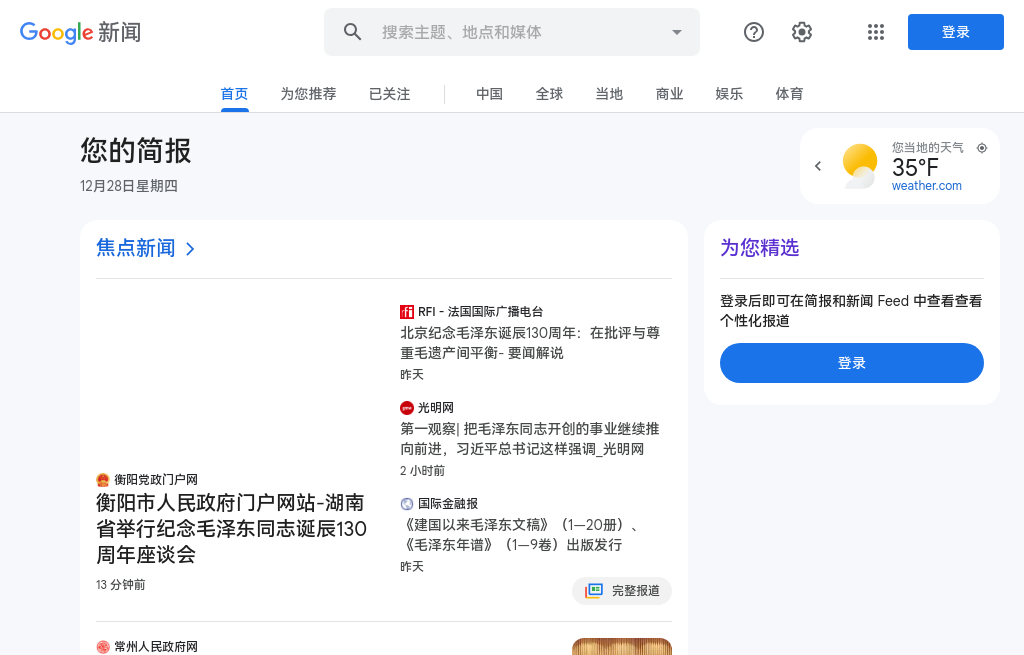 Google 新闻
搜索主题、地点和媒体
登录
首页
为您推荐
已关注
中国
全球
当地
商业
娱乐
体育
您的简报
12月28日星期四
您当地的天气
35°F
weather.com
焦点新闻
衡阳党政门户网
衡阳市人民政府门户网站-湖南
省举行纪念毛泽东同志诞辰130
周年座谈会
13 分钟前
RFI - 法国国际广播电台
北京纪念毛泽东诞辰130周年：在批评与尊
重毛遗产间平衡- 要闻解说
昨天
光明网
第一观察| 把毛泽东同志开创的事业继续推
向前进，习近平总书记这样强调_光明网
2 小时前
国际金融报
《建国以来毛泽东文稿》（1—20册）、
《毛泽东年谱》（1—9卷）出版发行
昨天
完整报道
常州人民政府网
为您精选
登录后即可在简报和新闻 Feed 中查看查看
个性化报道
登录